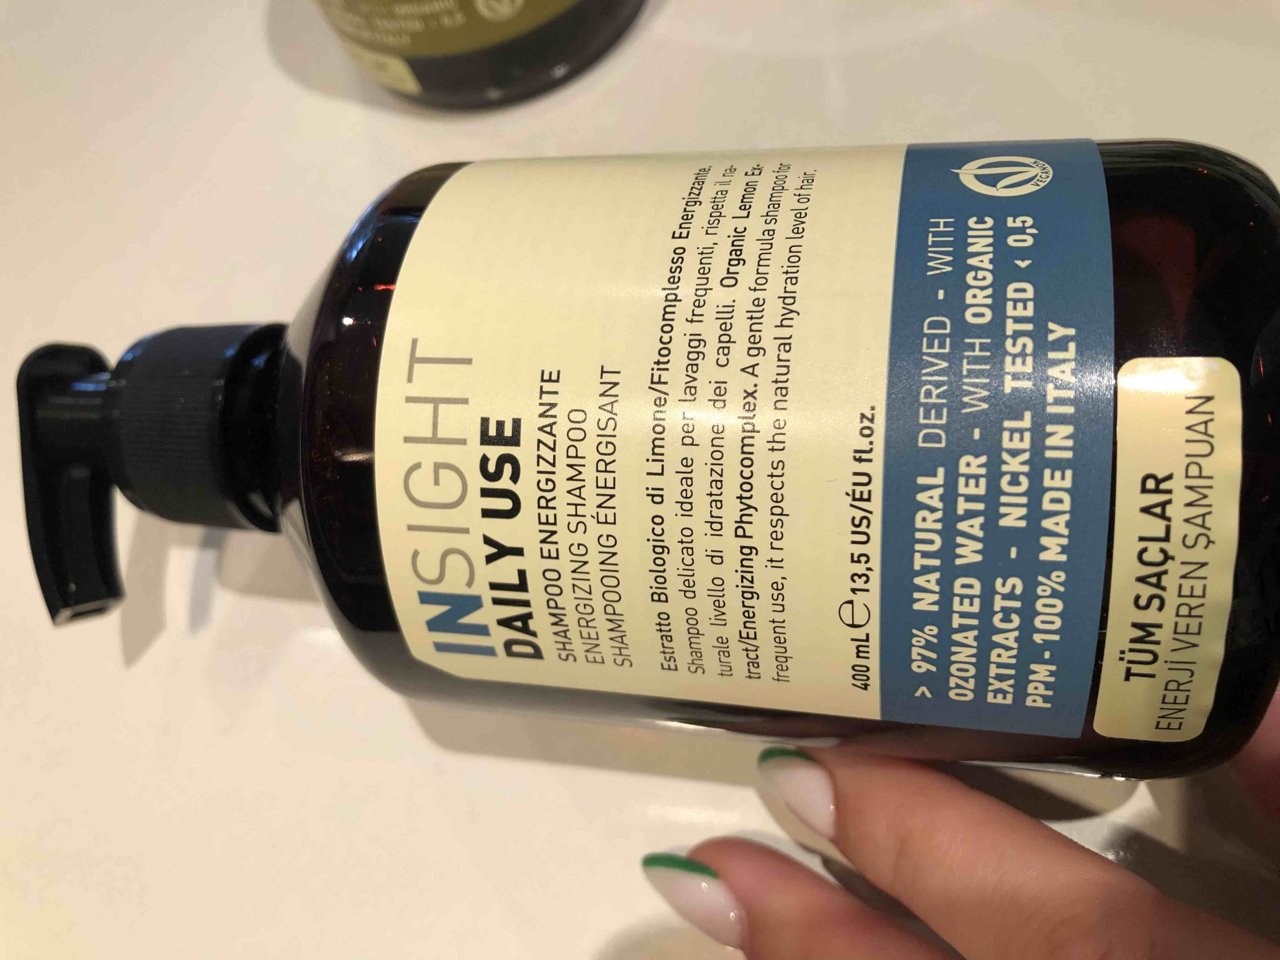 INSIGHT
DAILY USE
SHAMPOO ENERGIZZANTE
ENERGIZING SHAMPOO
SHAMPOOING ÉNERGISANT
Estratto Biologico di Limone/Fitocomplesso Energizzante.
Shampoo delicato ideale per lavaggi frequenti, rispetta il na-
turale livello di idratazione dei capelli. Organic Lemon Ex-
tract/Energizing Phytocomplex. A gentle formula shampoo for
frequent use, it respects the natural hydration level of hair.
400 mL ℮ 13,5 US/ÉU fl.oz.
> 97% NATURAL DERIVED - WITH
OZONATED WATER - WITH ORGANIC
EXTRACTS - NICKEL TESTED < 0,5
PPM - 100% MADE IN ITALY
VEGANOK
TÜM SAÇLAR
ENERJİ VEREN ŞAMPUAN